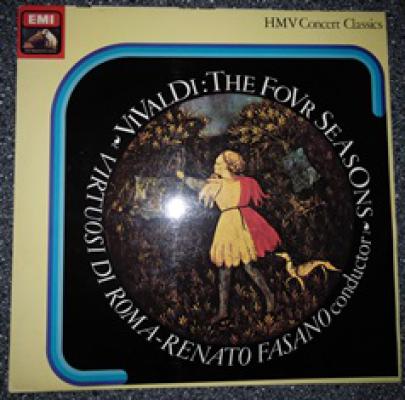 EMI
HMV Concert Classics
VIVALDI: THE FOVR SEASONS
VIRTUOSI DI ROMA-RENATO FASANO conductor